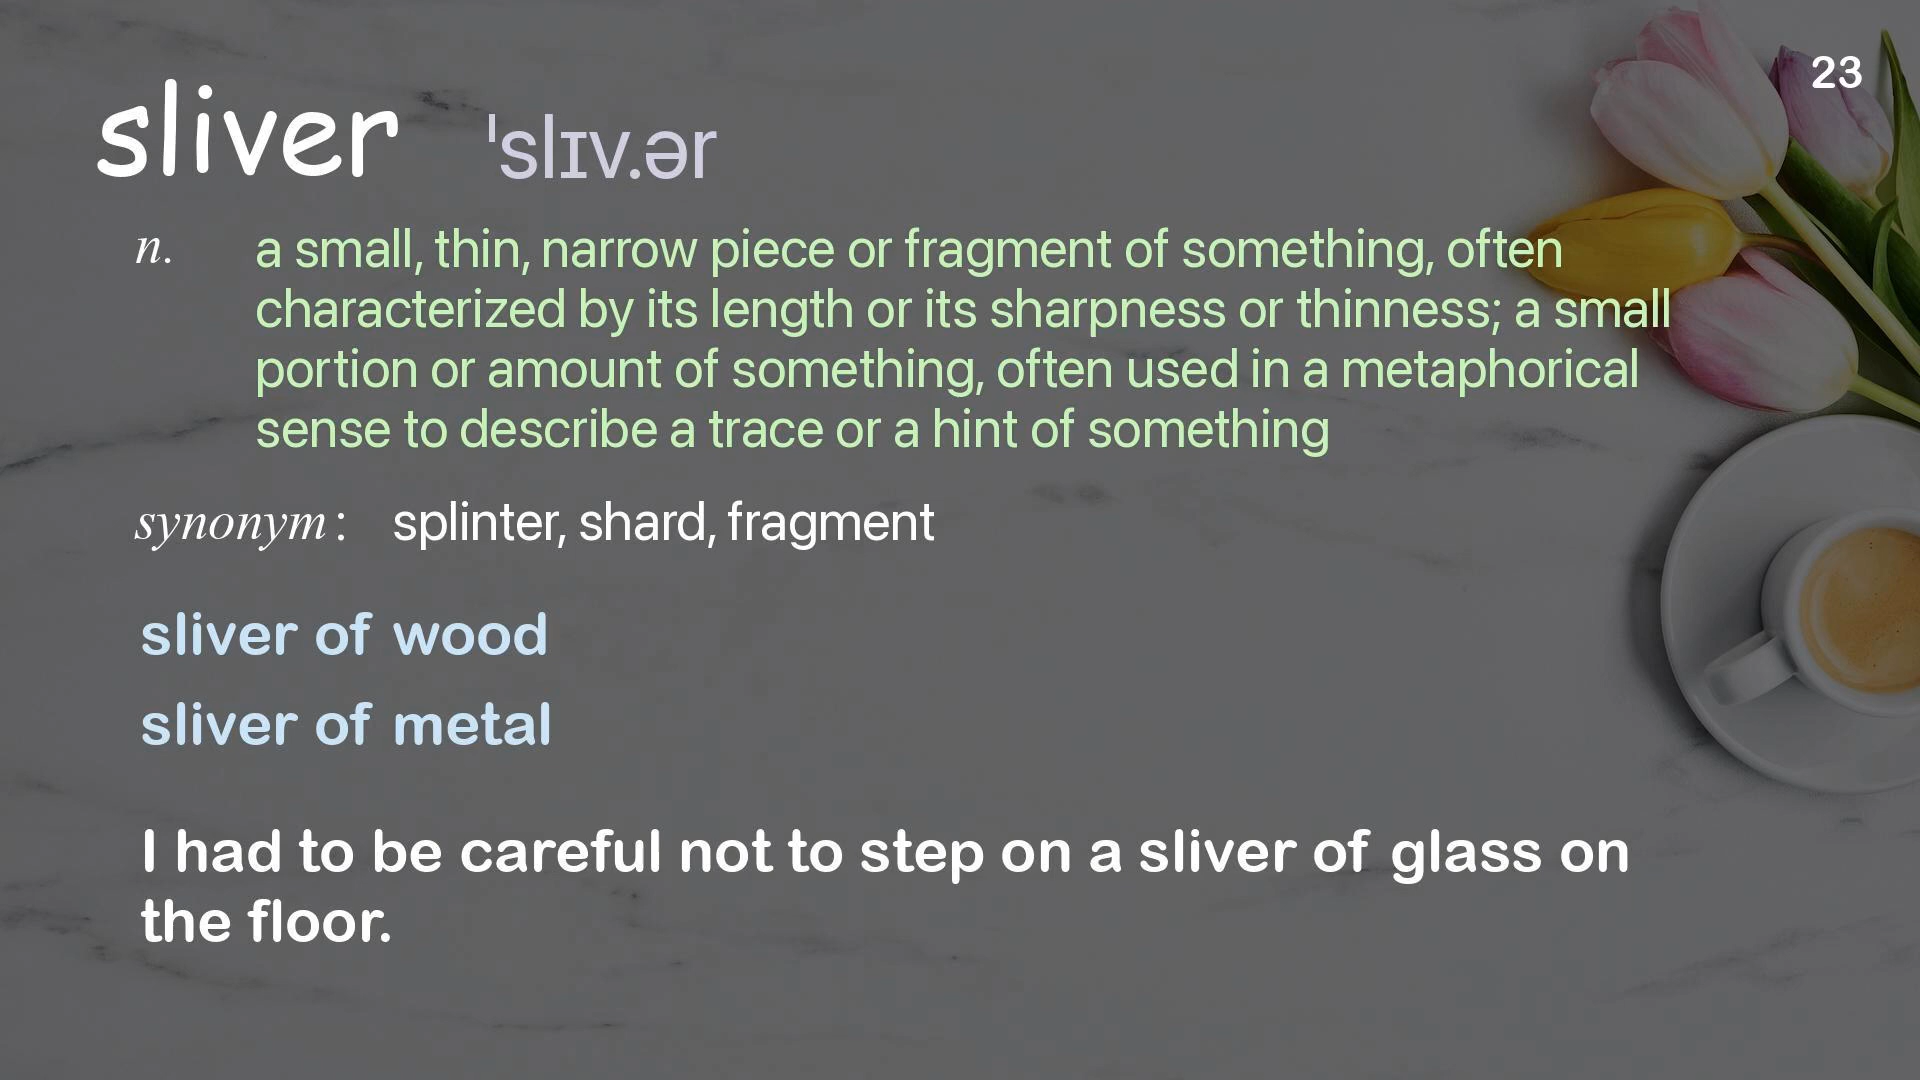 23
sliver ˈslɪv.ər
n. a small, thin, narrow piece or fragment of something, often
characterized by its length or its sharpness or thinness; a small
portion or amount of something, often used in a metaphorical
sense to describe a trace or a hint of something
synonym: splinter, shard, fragment
sliver of wood
sliver of metal
I had to be careful not to step on a sliver of glass on
the floor.